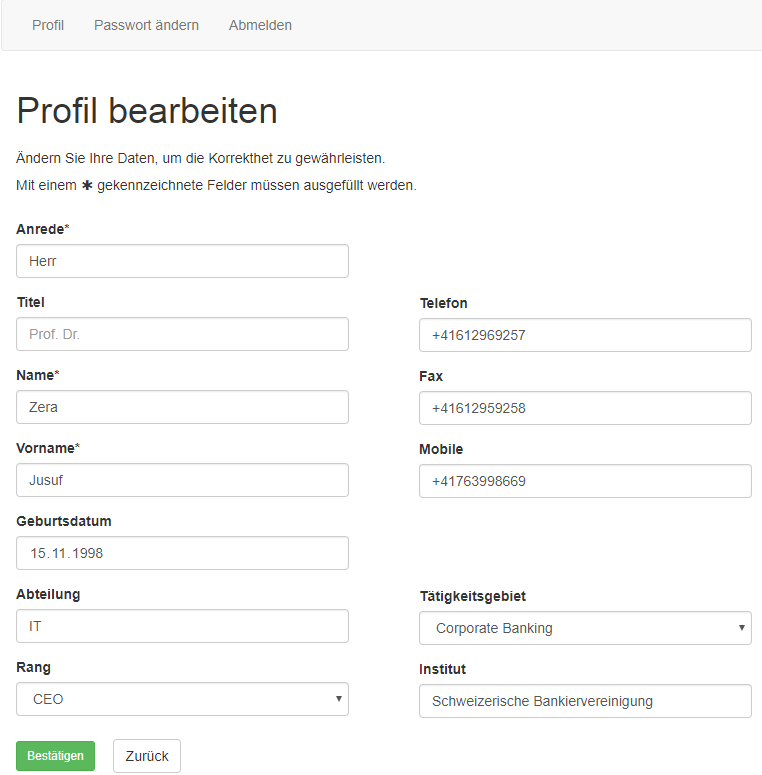 Profil Passwort ändern Abmelden
Profil bearbeiten
Ändern Sie Ihre Daten, um die Korrekthet zu gewährleisten.
Mit einem ✱ gekennzeichnete Felder müssen ausgefüllt werden.
Anrede*
Herr
Titel
Prof. Dr.
Name*
Zera
Vorname*
Jusuf
Geburtsdatum
15.11.1998
Abteilung
IT
Rang
CEO
Telefon
+41612969257
Fax
+41612959258
Mobile
+41763998669
Tätigkeitsgebiet
Corporate Banking
Institut
Schweizerische Bankiervereinigung
Bestätigen Zurück